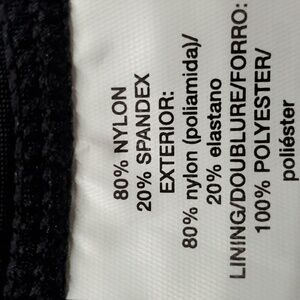 80% NYLON
20% SPANDEX
EXTERIOR:
80% nylon (poliamida)/
20% elastano
LINING/DOUBLURE/FORRO:
100% POLYESTER/
poliéster